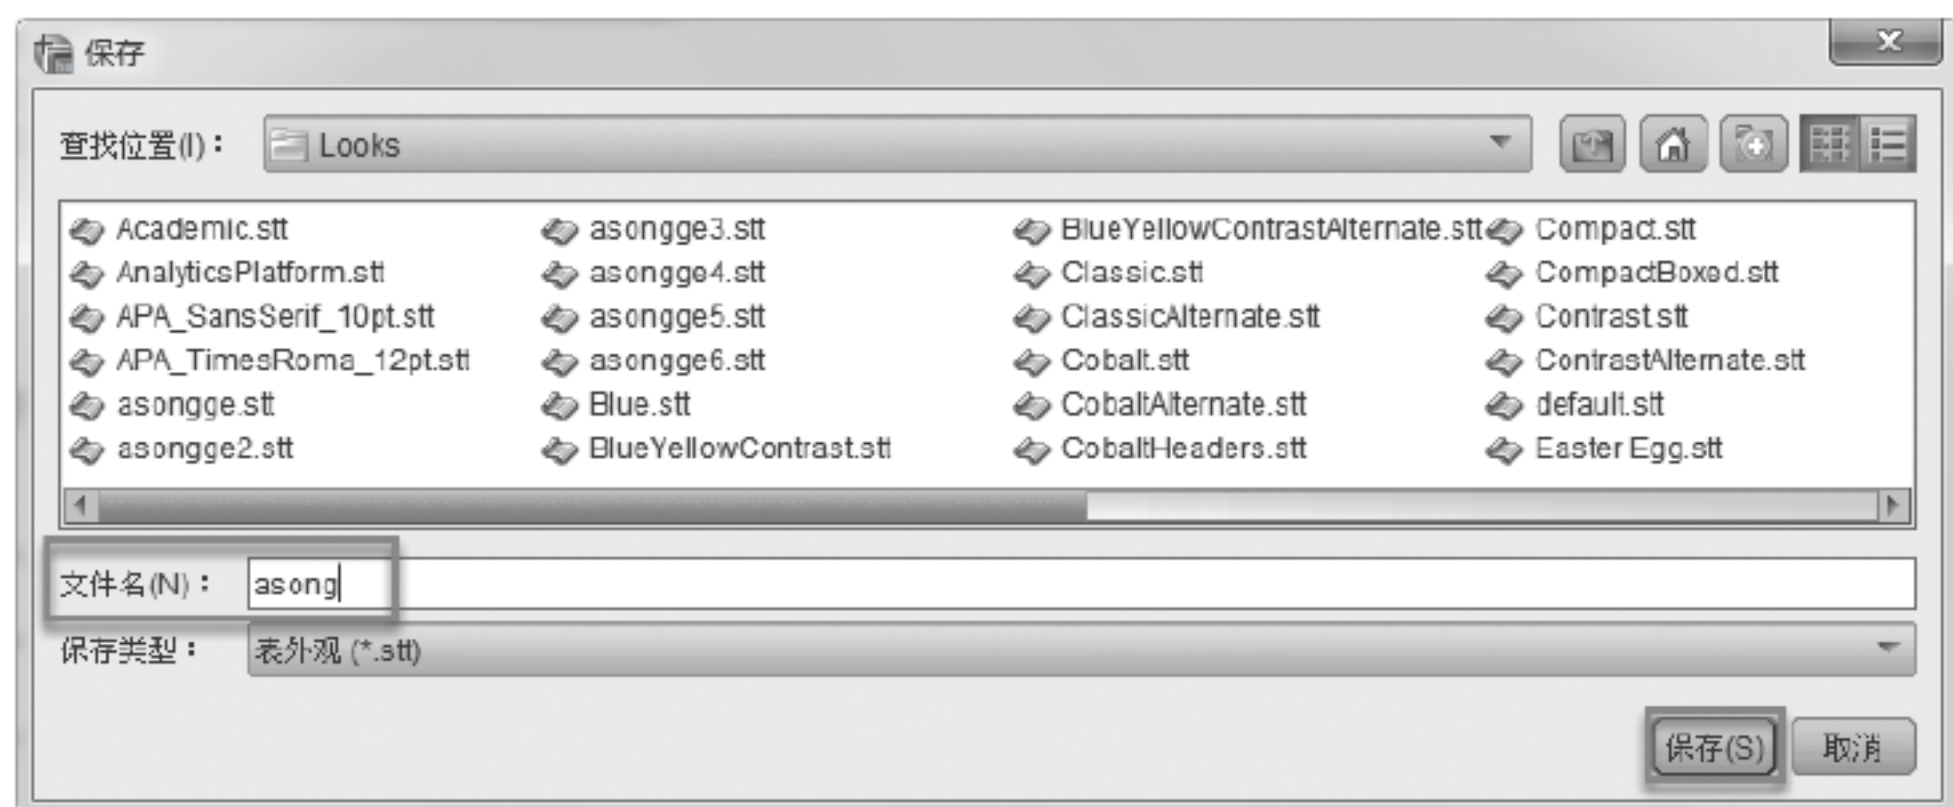 保存
查找位置(I)： Looks
Academic.stt asongge3.stt BlueYellowContrastAlternate.stt Compact.stt
AnalyticsPlatform.stt asongge4.stt Classic.stt CompactBoxed.stt
APA_SansSerif_10pt.stt asongge5.stt ClassicAlternate.stt Contrast.stt
APA_TimesRoma_12pt.stt asongge6.stt Cobalt.stt ContrastAlternate.stt
asongge.stt Blue.stt CobaltAlternate.stt default.stt
asongge2.stt BlueYellowContrast.stt CobaltHeaders.stt Easter Egg.stt
文件名(N)： asong
保存类型： 表外观 (*.stt)
保存(S) 取消